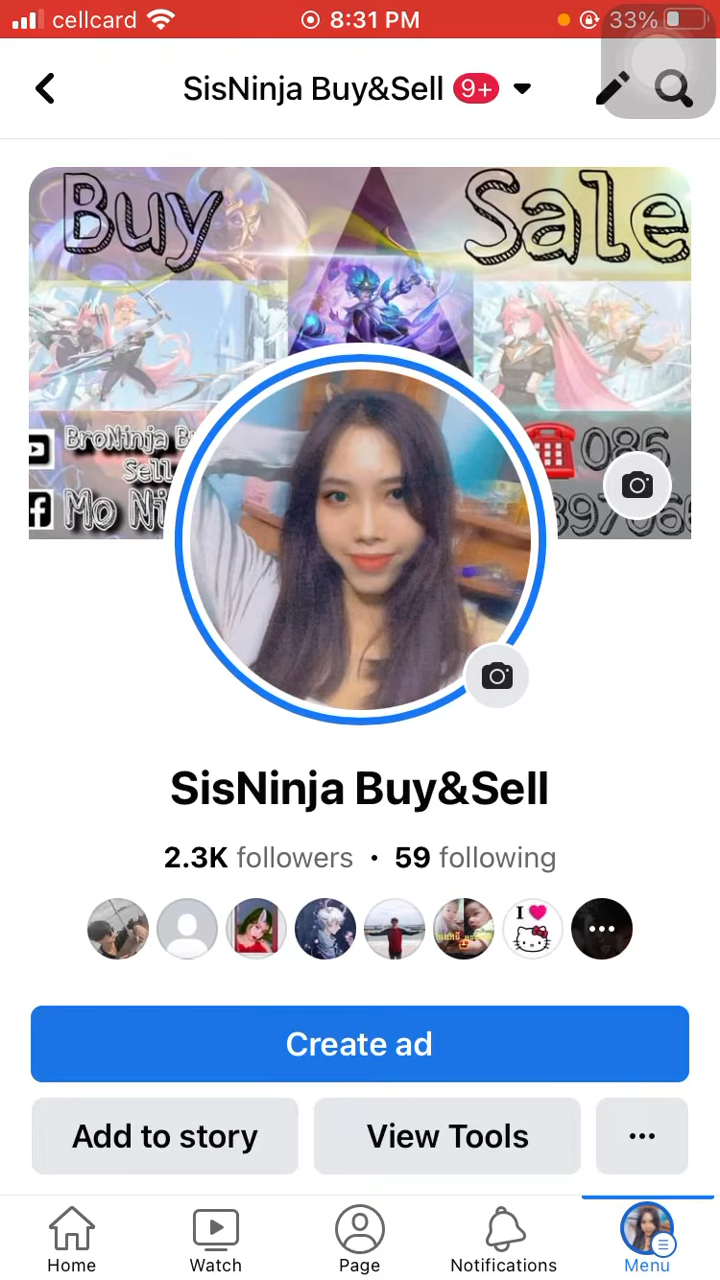 cellcard 8:31 PM 33%
SisNinja Buy&Sell 9+
Buy Sale
BroNinja B
Sell
Mo Ni
086
SisNinja Buy&Sell
2.3K followers • 59 following
I
Create ad
Add to story View Tools ...
Home Watch Page Notifications Menu